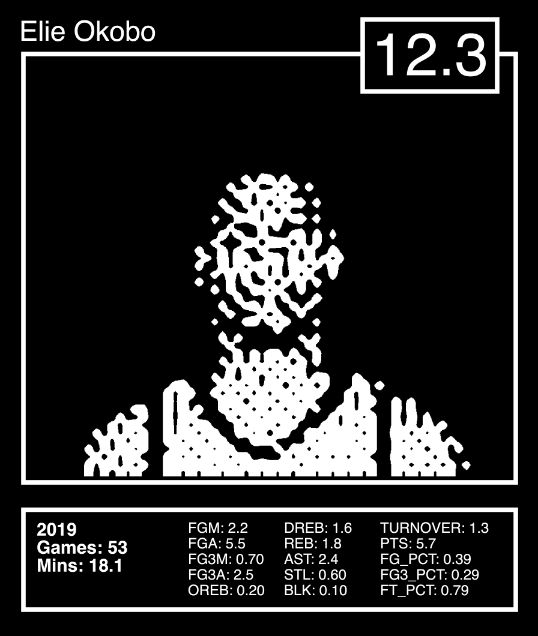 Elie Okobo
12.3
2019
Games: 53
Mins: 18.1
FGM: 2.2
FGA: 5.5
FG3M: 0.70
FG3A: 2.5
OREB: 0.20
DREB: 1.6
REB: 1.8
AST: 2.4
STL: 0.60
BLK: 0.10
TURNOVER: 1.3
PTS: 5.7
FG_PCT: 0.39
FG3_PCT: 0.29
FT_PCT: 0.79